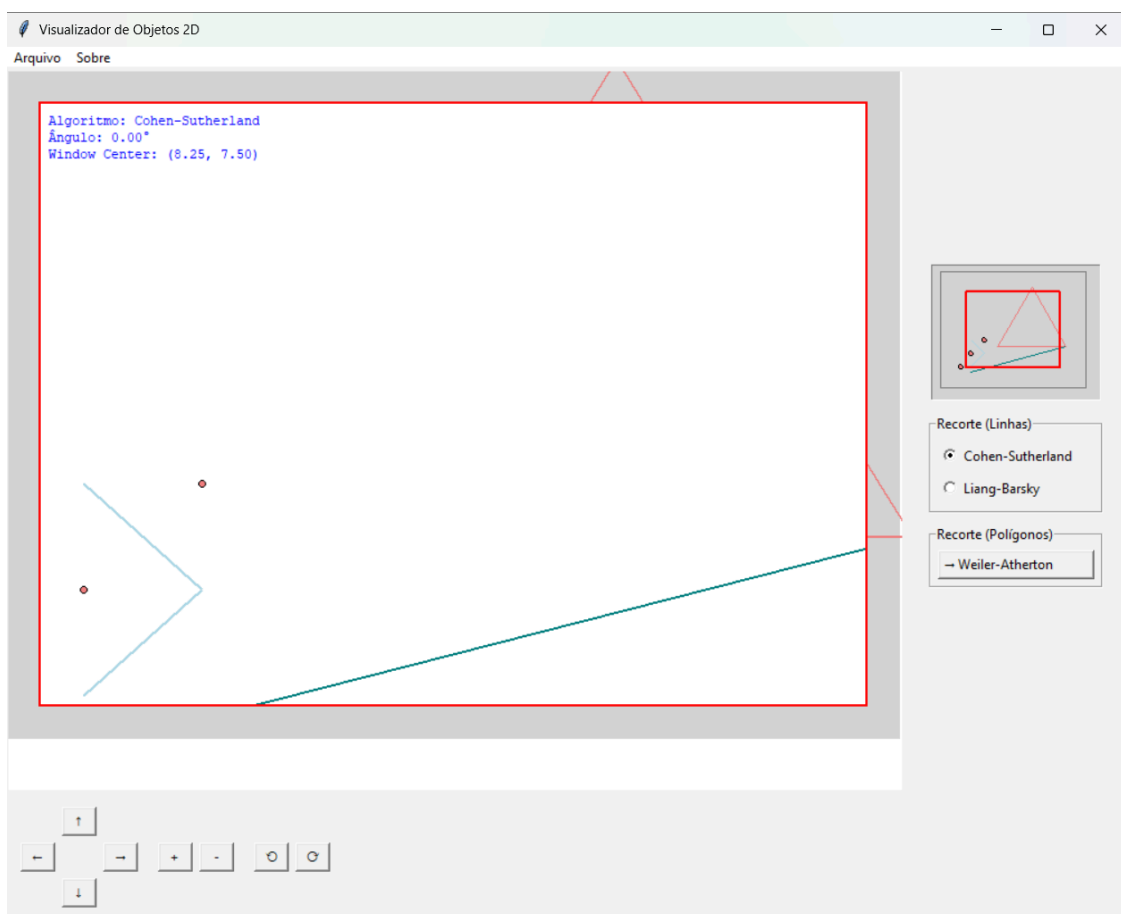 Visualizador de Objetos 2D
Arquivo Sobre
Algoritmo: Cohen-Sutherland
Ângulo: 0.00°
Window Center: (8.25, 7.50)
Recorte (Linhas)
Cohen-Sutherland
Liang-Barsky
Recorte (Polígonos)
→ Weiler-Atherton
↑
← → + - ↺ ↻
↓